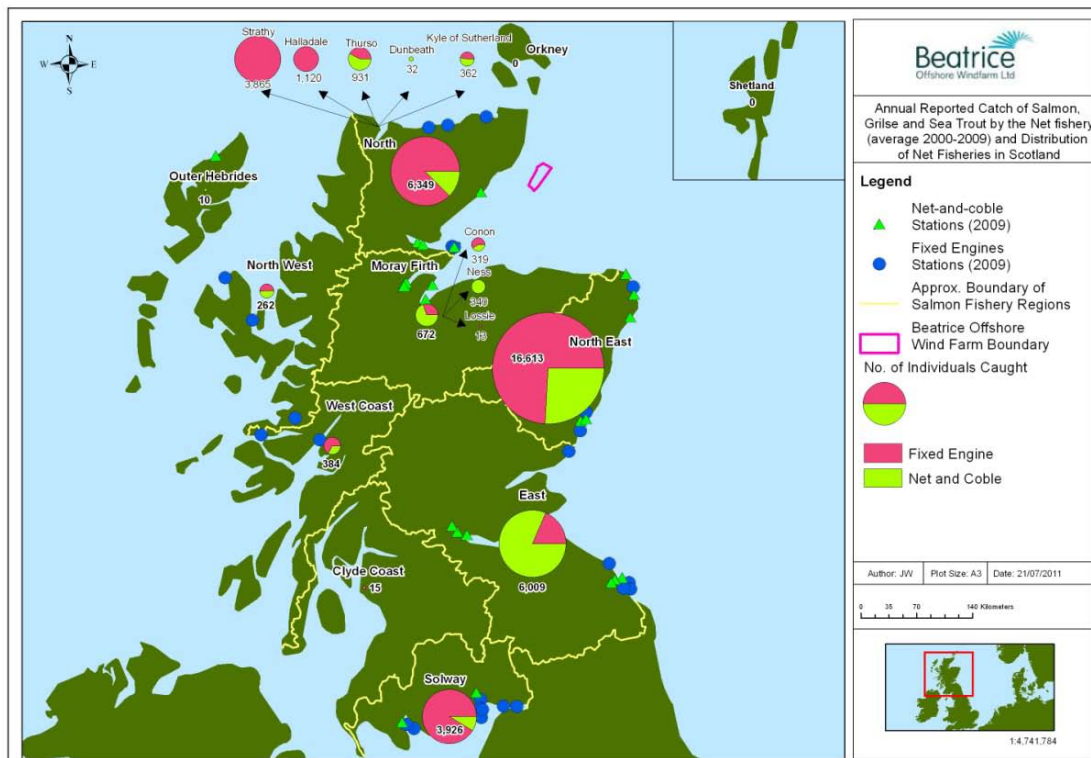 Strathy
3,865
Halladale
1,120
Thurso
931
Dunbeath
32
Kyle of Sutherland
362
Orkney
0
Shetland
0
N
W
E
S
North
6,349
Outer Hebrides
10
North West
262
Moray Firth
672
Conon
319
Ness
340
Lossie
13
North East
16,613
West Coast
384
East
6,009
Clyde Coast
15
Solway
3,926
Beatrice
Offshore Windfarm Ltd
Annual Reported Catch of Salmon,
Grilse and Sea Trout by the Net fishery
(average 2000-2009) and Distribution
of Net Fisheries in Scotland
Legend
Net-and-coble
Stations (2009)
Fixed Engines
Stations (2009)
Approx. Boundary of
Salmon Fishery Regions
Beatrice Offshore
Wind Farm Boundary
No. of Individuals Caught
Fixed Engine
Net and Coble
Author: JW
Plot Size: A3
Date: 21/07/2011
0 35 70 140 Kilometers
1:4,741,784